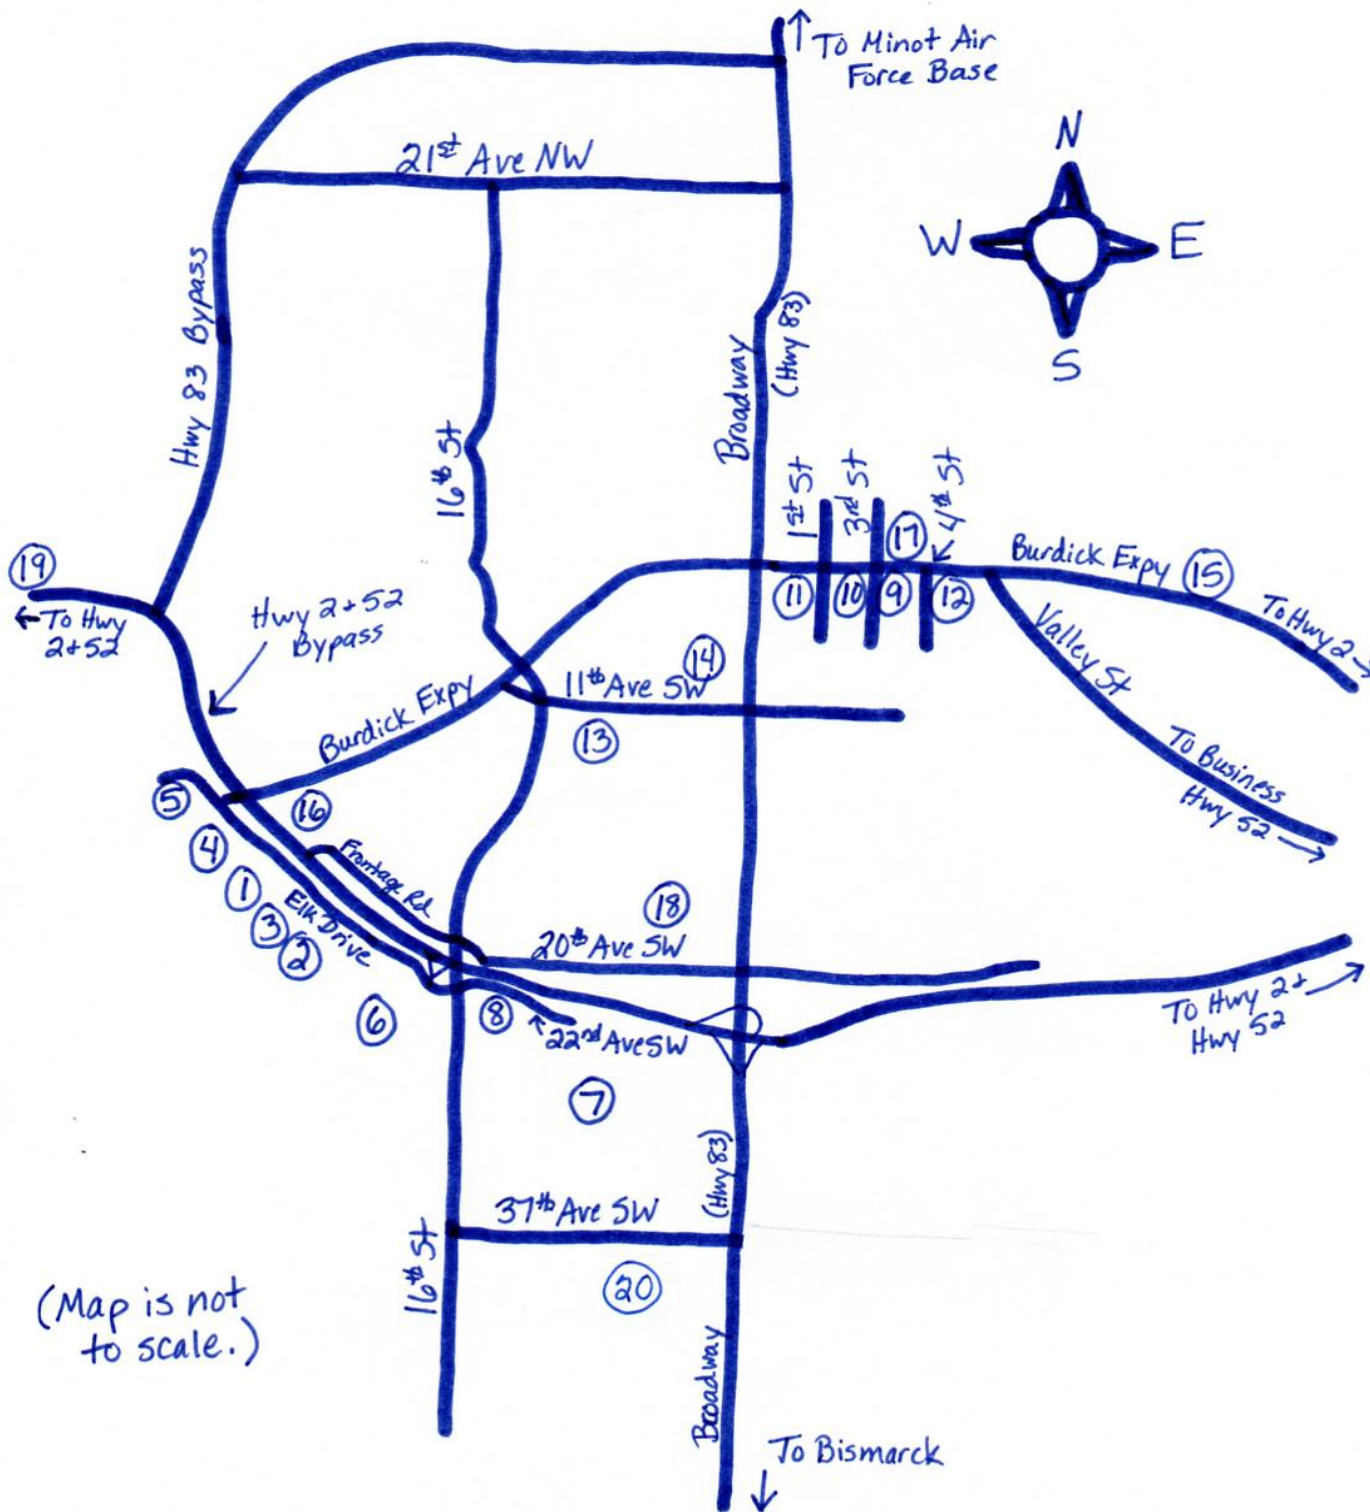 To Minot Air
Force Base
N
W
E
S
21st Ave NW
Hwy 83 Bypass
16th St
Broadway
(Hwy 83)
1st St
3rd St
4th St
17
Burdick Expy
15
To Hwy 2
11
10
9
12
19
To Hwy
2+52
Hwy 2+52
Bypass
Valley St
To Business
Hwy 52
Burdick Expy
14
11th Ave SW
13
5
16
4
1
3
2
Frontage Rd
Elk Drive
18
20th Ave SW
6
8
22nd Ave SW
To Hwy 2+
Hwy 52
7
(Hwy 83)
37th Ave SW
16th St
20
(Map is not
to scale.)
Broadway
To Bismarck